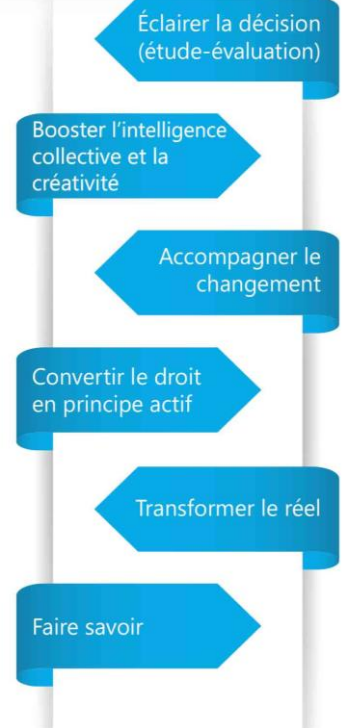 Éclairer la décision
(étude-évaluation)
Booster l'intelligence
collective et la
créativité
Accompagner le
changement
Convertir le droit
en principe actif
Transformer le réel
Faire savoir